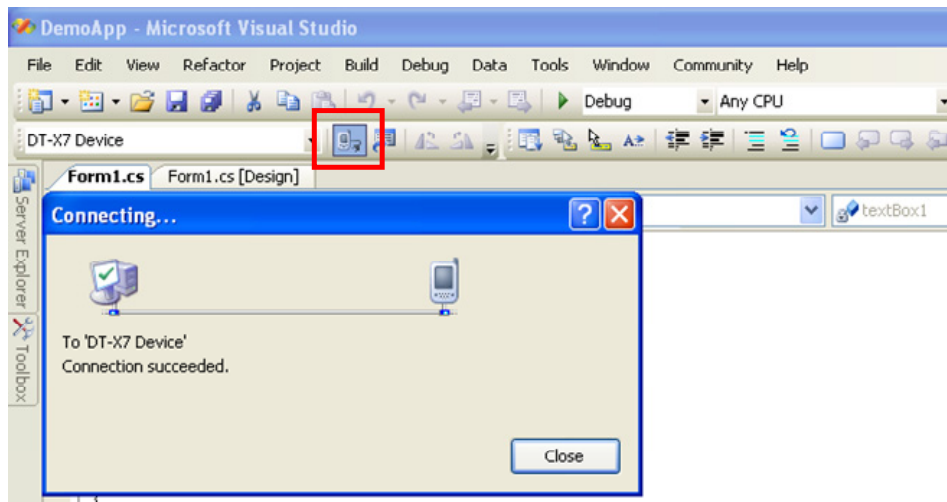 DemoApp - Microsoft Visual Studio
File Edit View Refactor Project Build Debug Data Tools Window Community Help
Debug Any CPU
DT-X7 Device
Form1.cs Form1.cs [Design]
Server Explorer
Toolbox
textBox1
Connecting...
To 'DT-X7 Device'
Connection succeeded.
Close